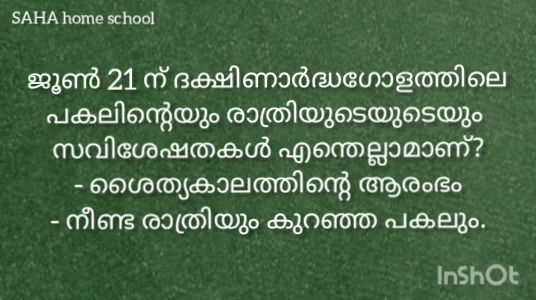 SAHA home school
ജൂൺ 21 ന് ദക്ഷിണാർദ്ധഗോളത്തിലെ
പകലിന്റെയും രാത്രിയുടെയുടെയും
സവിശേഷതകൾ എന്തെല്ലാമാണ്?
- ശൈത്യകാലത്തിന്റെ ആരംഭം
- നീണ്ട രാത്രിയും കുറഞ്ഞ പകലും.
InShOt